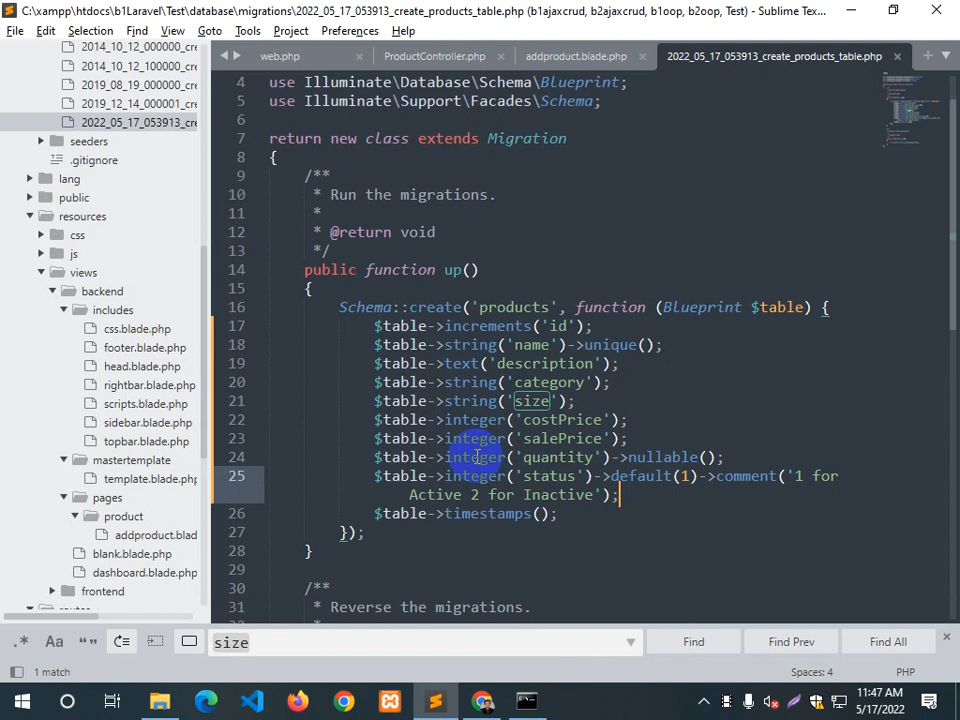 C:\xampp\htdocs\b1Laravel\Test\database\migrations\2022_05_17_053913_create_products_table.php (b1ajaxcrud, b2ajaxcrud, b1oop, b2oop, Test) - Sublime Tex...
File Edit Selection Find View Goto Tools Project Preferences Help
2014_10_12_000000_cre
2014_10_12_100000_cre
2019_08_19_000000_cre
2019_12_14_000001_cre
2022_05_17_053913_cre
seeders
.gitignore
lang
public
resources
css
js
views
backend
includes
css.blade.php
footer.blade.php
head.blade.php
rightbar.blade.php
scripts.blade.php
sidebar.blade.php
topbar.blade.php
mastertemplate
template.blade.php
pages
product
addproduct.blad
blank.blade.php
dashboard.blade.php
frontend
web.php ProductController.php addproduct.blade.php 2022_05_17_053913_create_products_table.php
4 use Illuminate\Database\Schema\Blueprint;
5 use Illuminate\Support\Facades\Schema;
6
7 return new class extends Migration
8 {
9 /**
10 * Run the migrations.
11 *
12 * @return void
13 */
14 public function up()
15 {
16 Schema::create('products', function (Blueprint $table) {
17 $table->increments('id');
18 $table->string('name')->unique();
19 $table->text('description');
20 $table->string('category');
21 $table->string('size');
22 $table->integer('costPrice');
23 $table->integer('salePrice');
24 $table->integer('quantity')->nullable();
25 $table->integer('status')->default(1)->comment('1 for
Active 2 for Inactive');
26 $table->timestamps();
27 });
28 }
29
30 /**
31 * Reverse the migrations.
.* Aa “” size Find Find Prev Find All
1 match Spaces: 4 PHP
11:47 AM
5/17/2022